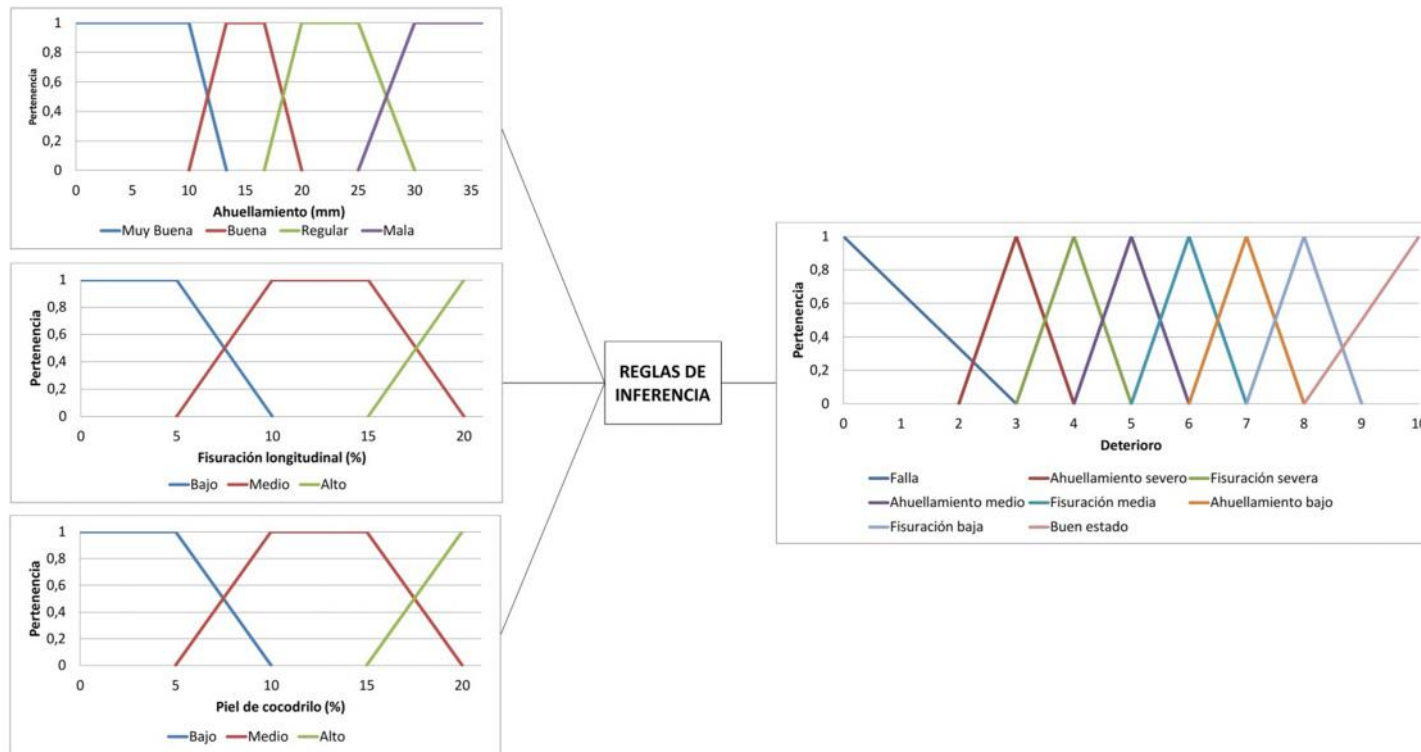 1
0,8
0,6
0,4
0,2
0
Pertenencia
0 5 10 15 20 25 30 35
Ahuellamiento (mm)
Muy Buena Buena Regular Mala
1
0,8
0,6
0,4
0,2
0
Pertenencia
0 5 10 15 20
Fisuración longitudinal (%)
Bajo Medio Alto
1
0,8
0,6
0,4
0,2
0
Pertenencia
0 5 10 15 20
Piel de cocodrilo (%)
Bajo Medio Alto
REGLAS DE
INFERENCIA
1
0,8
0,6
0,4
0,2
0
Pertenencia
0 1 2 3 4 5 6 7 8 9 10
Deterioro
Falla Ahuellamiento severo Fisuración severa
Ahuellamiento medio Fisuración media Ahuellamiento bajo
Fisuración baja Buen estado